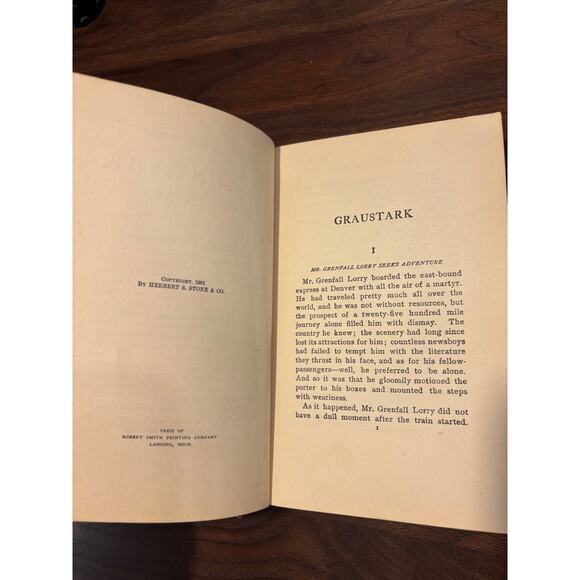 COPYRIGHT, 1901
BY HERBERT S. STONE & CO.
PRESS OF
ROBERT SMITH PRINTING COMPANY
LANSING, MICH.
GRAUSTARK
I
MR. GRENFALL LORRY SEEKS ADVENTURE
Mr. Grenfall Lorry boarded the east-bound
express at Denver with all the air of a martyr.
He had traveled pretty much all over the
world, and he was not without resources, but
the prospect of a twenty-five hundred mile
journey alone filled him with dismay. The
country he knew; the scenery had long since
lost its attractions for him; countless newsboys
had failed to tempt him with the literature
they thrust in his face, and as for his fellow-
passengers—well, he preferred to be alone.
And so it was that he gloomily motioned the
porter to his boxes and mounted the steps
with weariness.
As it happened, Mr. Grenfall Lorry did not
have a dull moment after the train started.
1